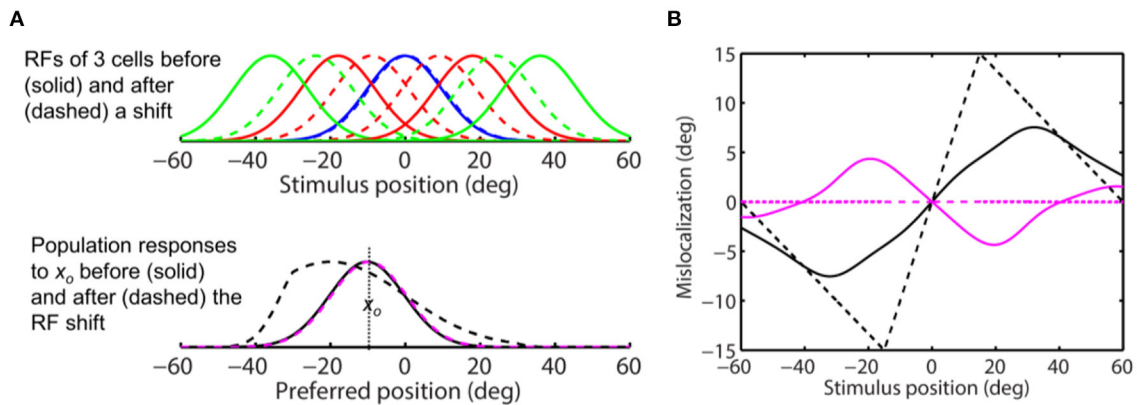 A
RFs of 3 cells before
(solid) and after
(dashed) a shift
−60 −40 −20 0 20 40 60
Stimulus position (deg)
Population responses
to xo before (solid)
and after (dashed) the
RF shift
xo
−60 −40 −20 0 20 40 60
Preferred position (deg)
B
Mislocalization (deg)
15
10
5
0
−5
−10
−15
−60 −40 −20 0 20 40 60
Stimulus position (deg)